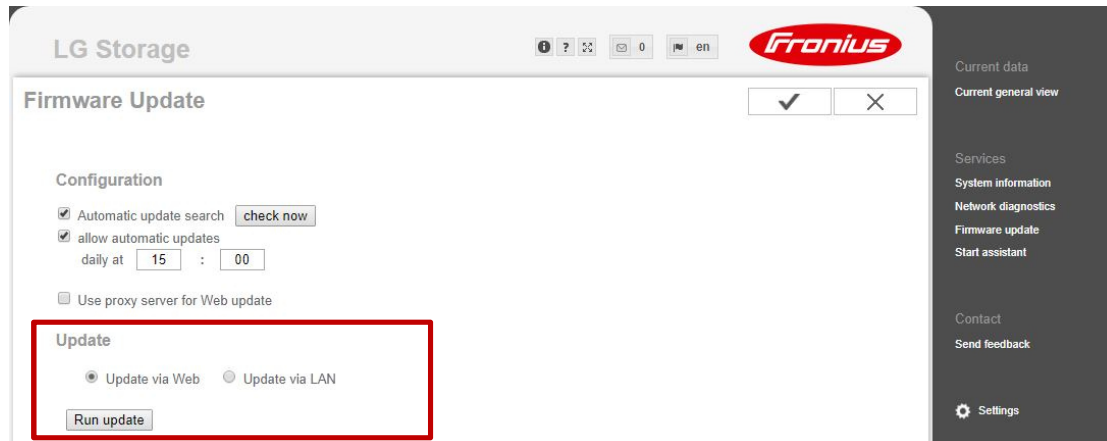 LG Storage
? 0 en
Fronius
Firmware Update
Configuration
Automatic update search check now
allow automatic updates
daily at 15 : 00
Use proxy server for Web update
Update
Update via Web Update via LAN
Run update
Current data
Current general view
Services
System information
Network diagnostics
Firmware update
Start assistant
Contact
Send feedback
Settings